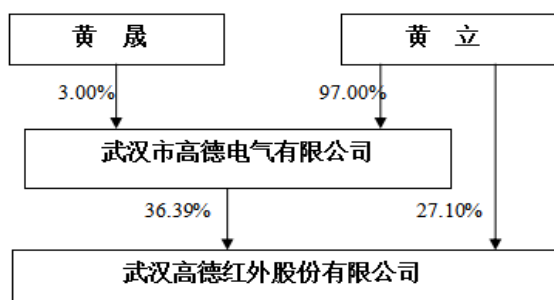 黄 晟
黄 立
3.00%
97.00%
武汉市高德电气有限公司
36.39%
27.10%
武汉高德红外股份有限公司